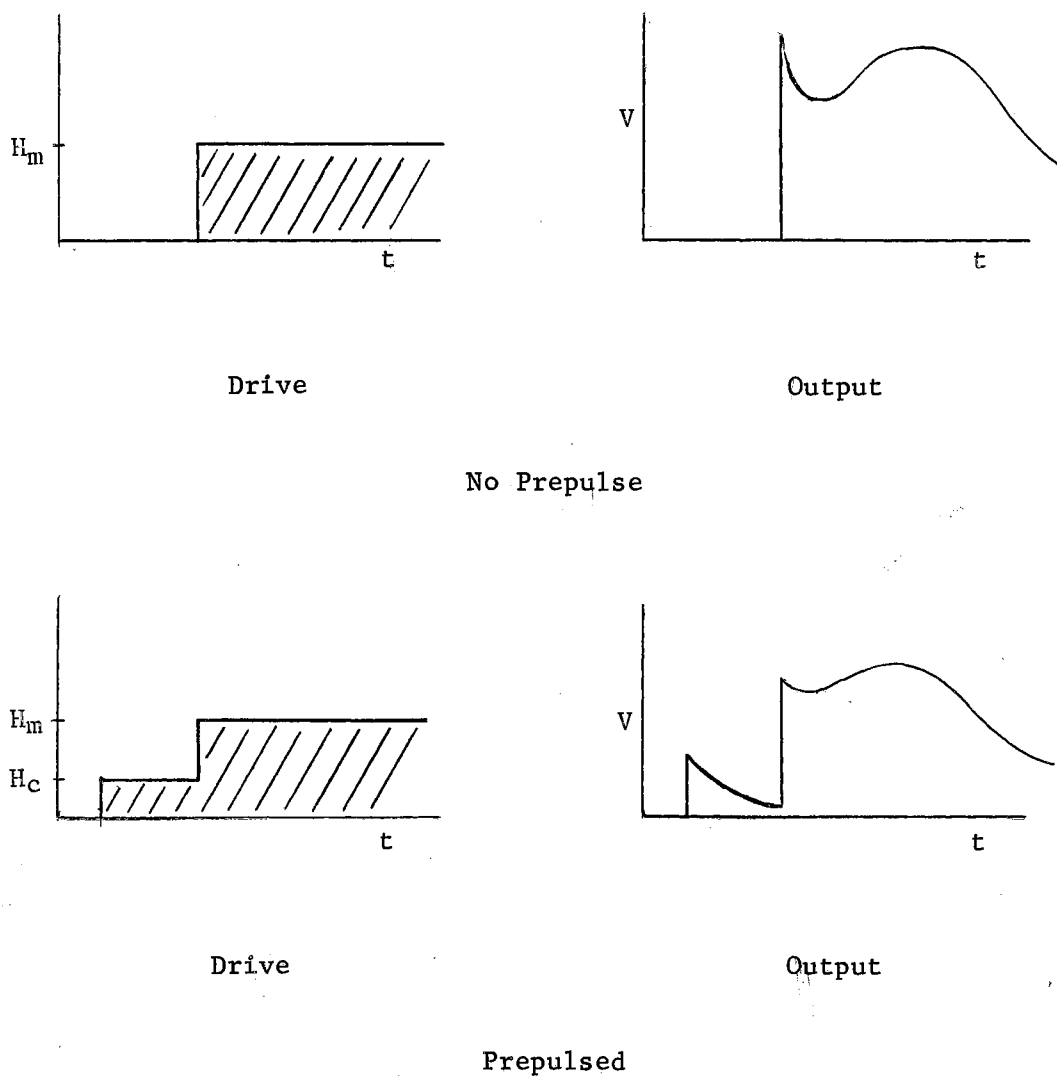 Hm
t
V
t
Drive
Output
No Prepulse
Hm
Hc
t
V
t
Drive
Output
Prepulsed